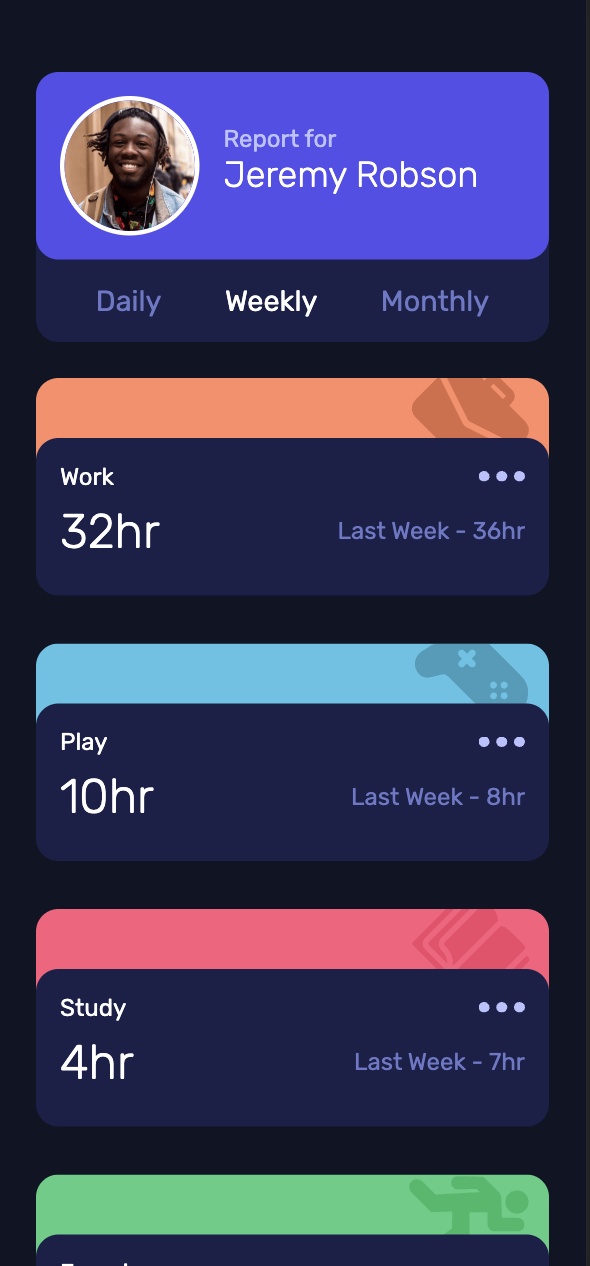 Report for
Jeremy Robson
Daily Weekly Monthly
Work
32hr Last Week - 36hr
Play
10hr Last Week - 8hr
Study
4hr Last Week - 7hr